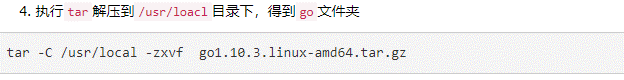 4. 执行 tar 解压到 /usr/loacl 目录下，得到 go 文件夹
tar -C /usr/local -zxvf  go1.10.3.linux-amd64.tar.gz